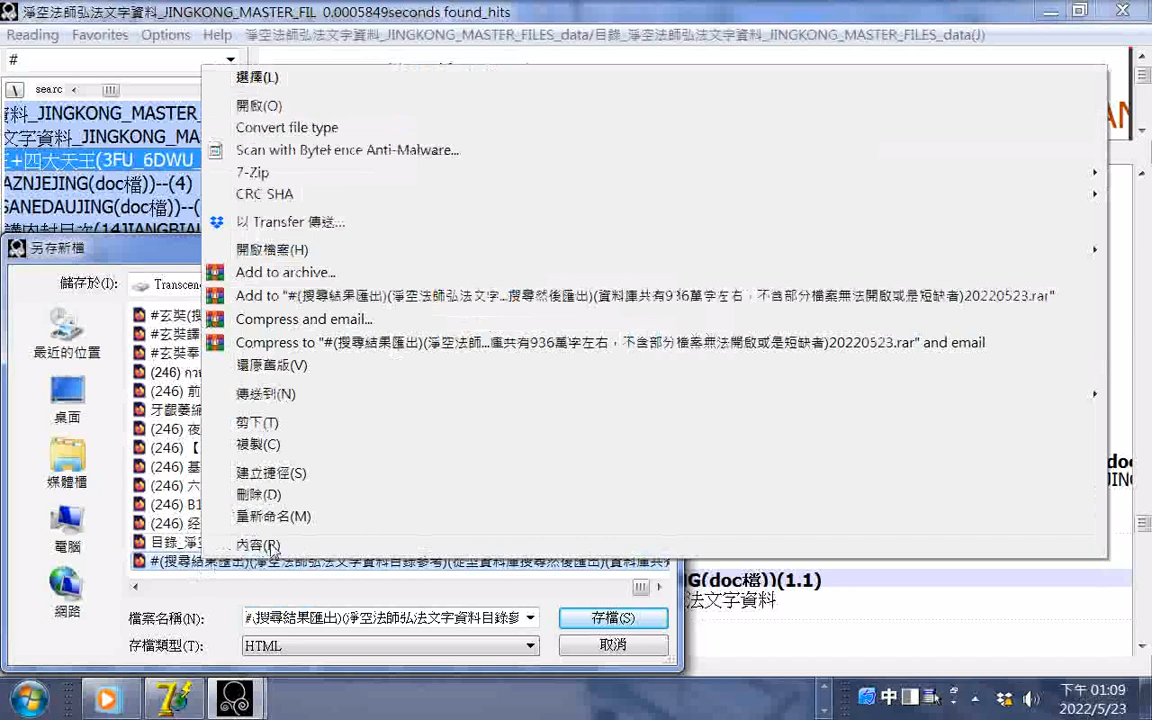 淨空法師弘法文字資料_JINGKONG_MASTER_FIL 0.0005849seconds found_hits
Reading Favorites Options Help 淨空法師弘法文字資料_JINGKONG_MASTER_FILES_data/目錄_淨空法師弘法文字資料_JINGKONG_MASTER_FILES_data(J)
#
searc
資料_JINGKONG_MASTER_
文字資料_JINGKONG_MA
+四大天王(3FU_6DWU_
AZNJEJING(doc檔))--(4)
SANEDAUJING(doc檔))--(
選擇(L)
開啟(O)
Convert file type
Scan with ByteFence Anti-Malware...
7-Zip
CRC SHA
以 Transfer 傳送...
開啟檔案(H)
Add to archive...
Add to "#(搜尋結果匯出)(淨空法師弘法文字...搜尋然後匯出)(資料庫共有936萬字左右，不含部分檔案無法開啟或是短缺者)20220523.rar"
Compress and email...
Compress to "#(搜尋結果匯出)(淨空法師...庫共有936萬字左右，不含部分檔案無法開啟或是短缺者)20220523.rar" and email
還原舊版(V)
傳送到(N)
剪下(T)
複製(C)
建立捷徑(S)
刪除(D)
重新命名(M)
內容(R)
另存新檔
儲存於(I):
Transcen
最近的位置
桌面
媒體櫃
電腦
網路
#玄奘(搜
#玄奘譯
#玄奘奉
(246) กาย
(246) 前
牙齦萎縮
(246) 夜
(246) 【
(246) 基
(246) 六
(246) B1
(246) 经
目錄_淨空
#(搜尋結果匯出)(淨空法師弘法文字資料目錄參考)(從全資料庫搜尋然後匯出)(資料庫共有
檔案名稱(N):
#(搜尋結果匯出)(淨空法師弘法文字資料目錄參
存檔(S)
存檔類型(T):
HTML
取消
AN
doc
JING
NG(doc檔))(1.1)
法文字資料
中
下午 01:09
2022/5/23